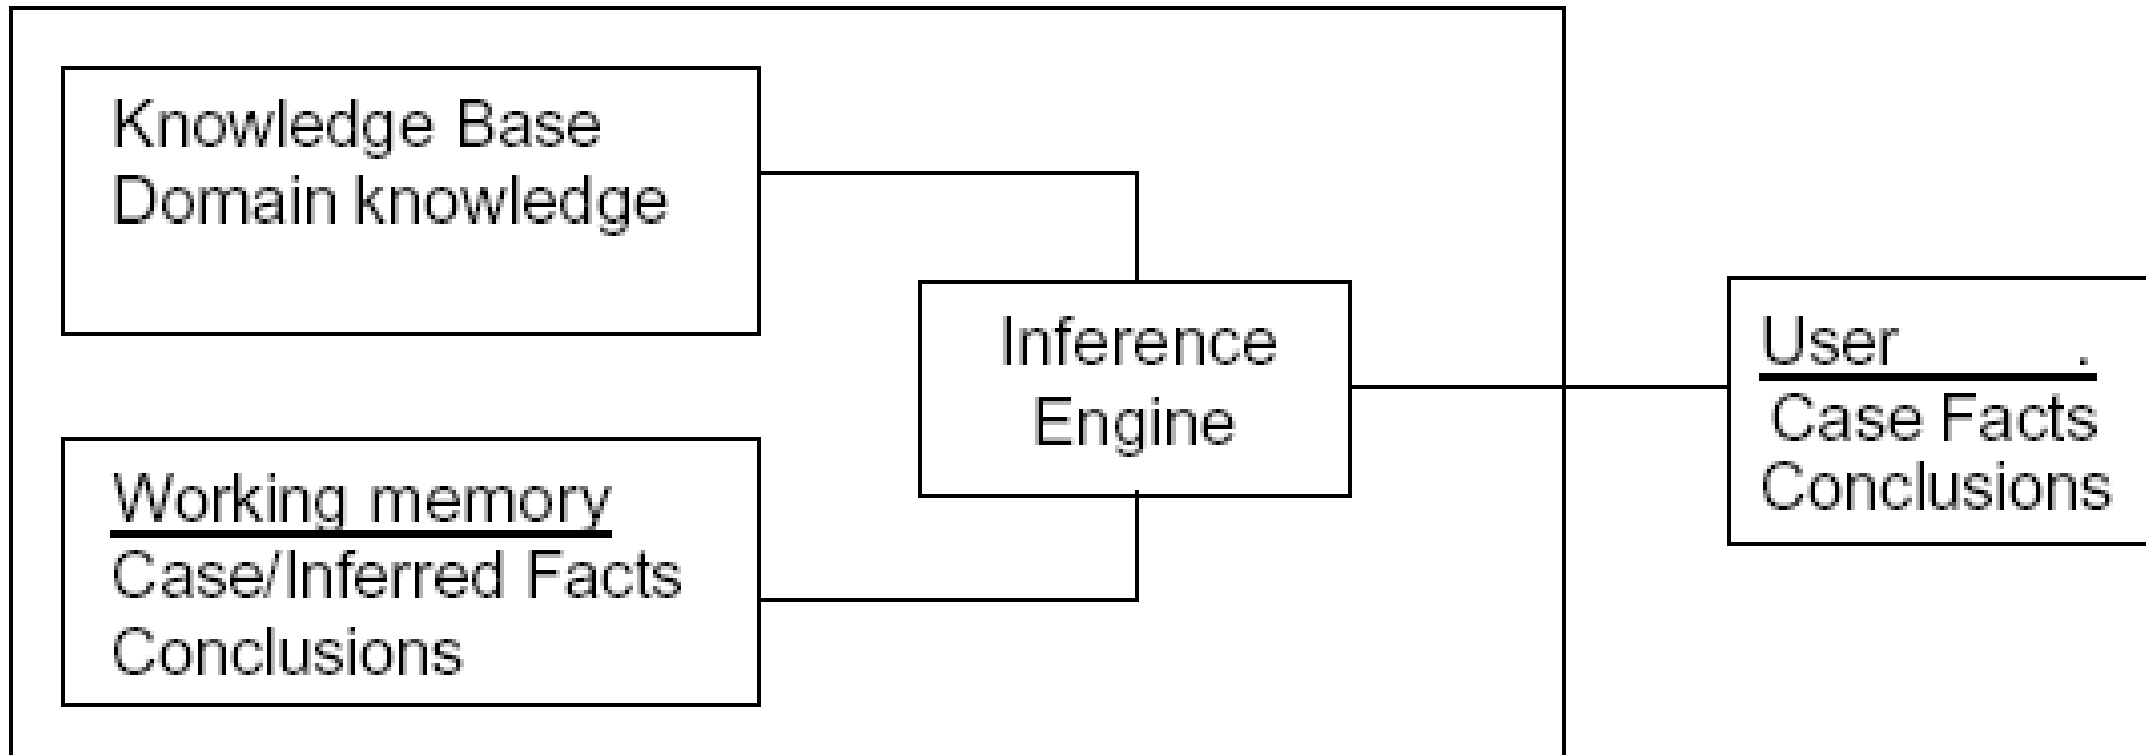 Knowledge Base
Domain knowledge
Working memory
Case/Inferred Facts
Conclusions
Inference
Engine
User .
Case Facts
Conclusions